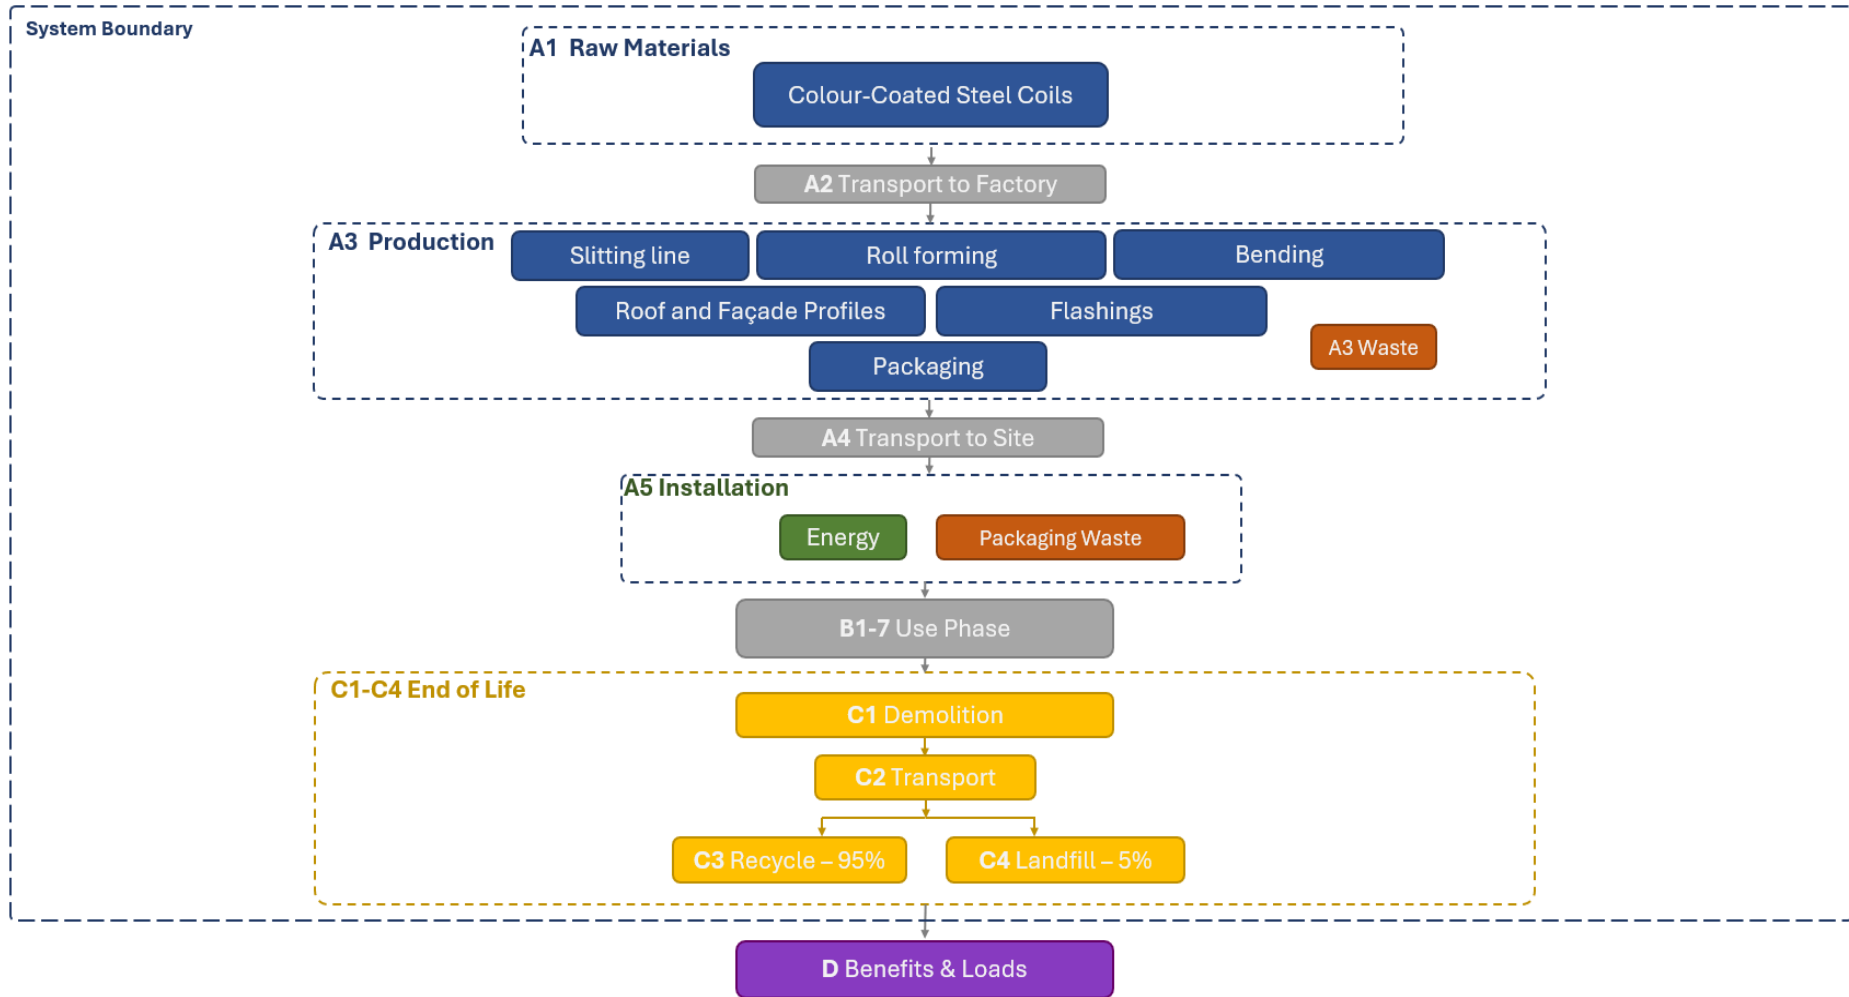 System Boundary
A1  Raw Materials
Colour-Coated Steel Coils
A2 Transport to Factory
A3  Production
Slitting line
Roll forming
Bending
Roof and Façade Profiles
Flashings
A3 Waste
Packaging
A4 Transport to Site
A5 Installation
Energy
Packaging Waste
B1-7 Use Phase
C1-C4 End of Life
C1 Demolition
C2 Transport
C3 Recycle – 95%
C4 Landfill – 5%
D Benefits & Loads